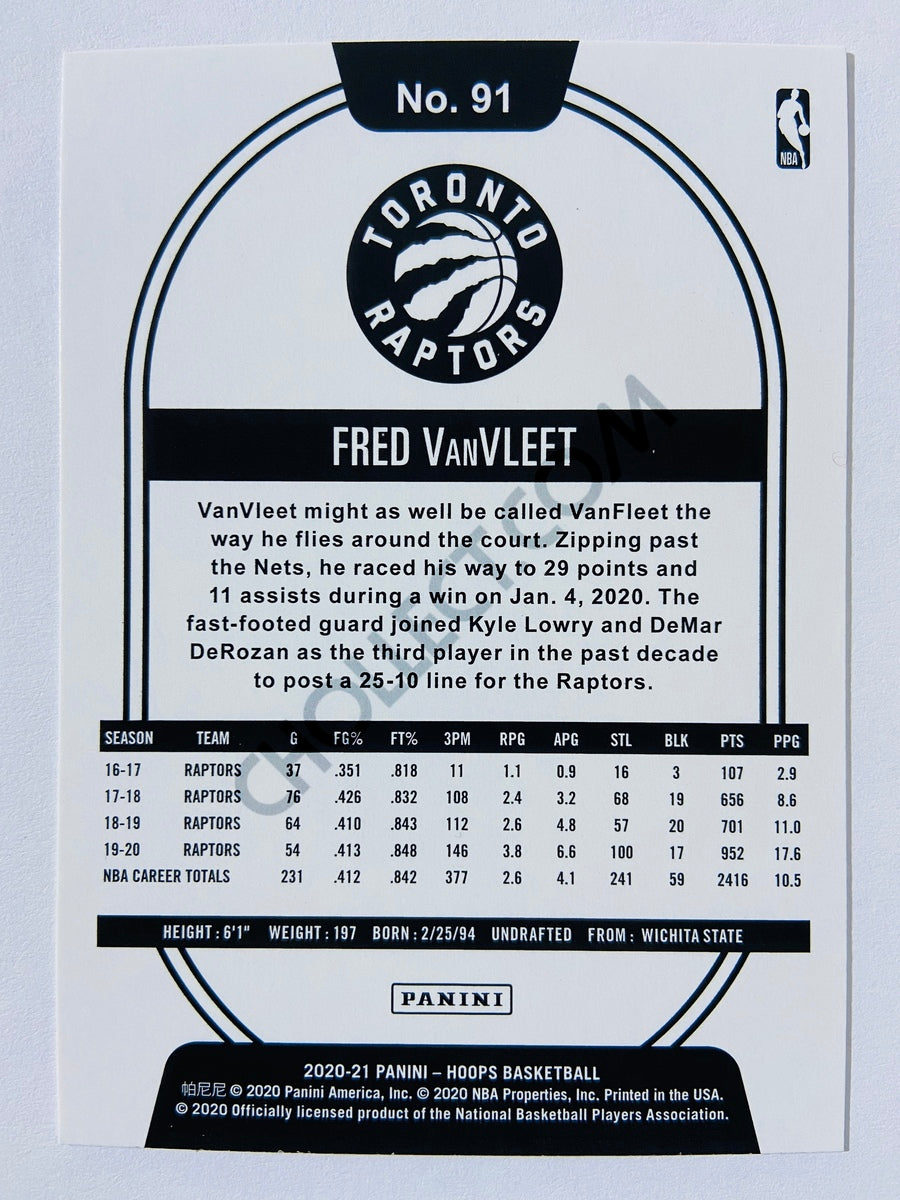 No. 91
NBA
TORONTO
RAPTORS
FRED VANVLEET
VanVleet might as well be called VanFleet the
way he flies around the court. Zipping past
the Nets, he raced his way to 29 points and
11 assists during a win on Jan. 4, 2020. The
fast-footed guard joined Kyle Lowry and DeMar
DeRozan as the third player in the past decade
to post a 25-10 line for the Raptors.
CHOLLECT.COM
SEASON TEAM G FG% FT% 3PM RPG APG STL BLK PTS PPG
16-17 RAPTORS 37 .351 .818 11 1.1 0.9 16 3 107 2.9
17-18 RAPTORS 76 .426 .832 108 2.4 3.2 68 19 656 8.6
18-19 RAPTORS 64 .410 .843 112 2.6 4.8 57 20 701 11.0
19-20 RAPTORS 54 .413 .848 146 3.8 6.6 100 17 952 17.6
NBA CAREER TOTALS 231 .412 .842 377 2.6 4.1 241 59 2416 10.5
HEIGHT : 6'1" WEIGHT : 197 BORN : 2/25/94 UNDRAFTED FROM : WICHITA STATE
PANINI
2020-21 PANINI – HOOPS BASKETBALL
帕尼尼 © 2020 Panini America, Inc. © 2020 NBA Properties, Inc. Printed in the USA.
© 2020 Officially licensed product of the National Basketball Players Association.